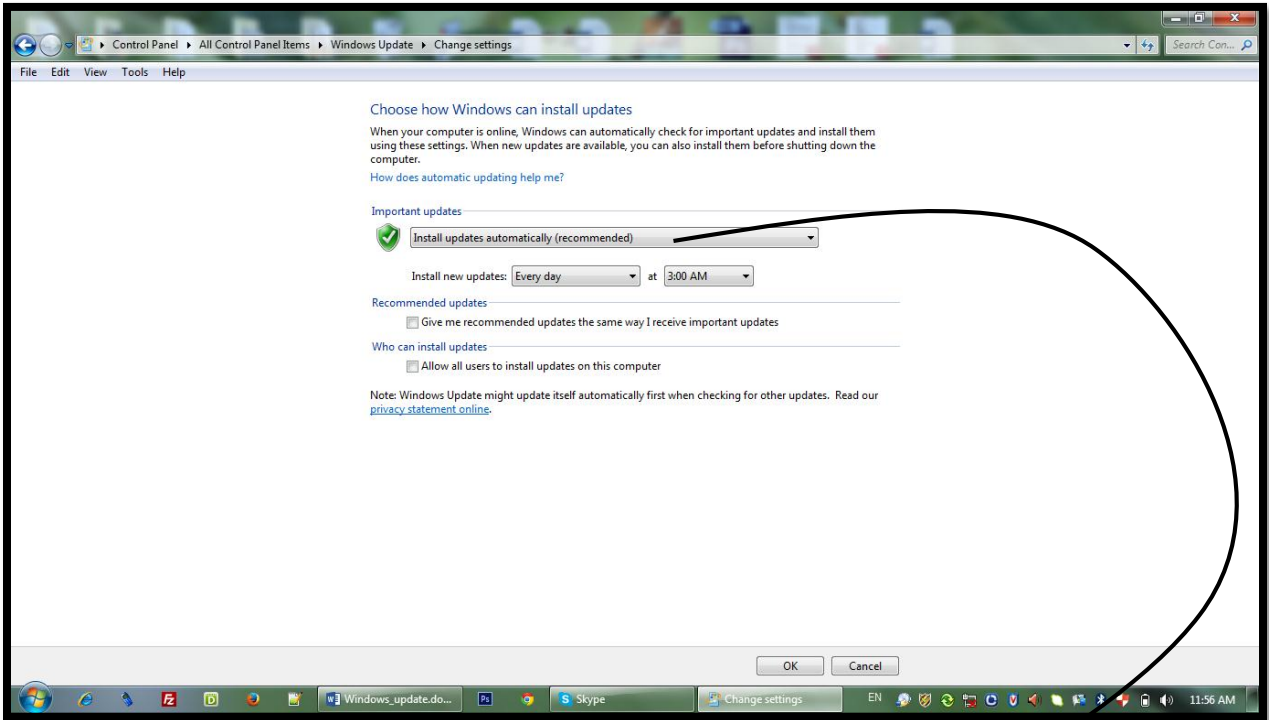 Control Panel ▸ All Control Panel Items ▸ Windows Update ▸ Change settings
Search Con...
File Edit View Tools Help
Choose how Windows can install updates
When your computer is online, Windows can automatically check for important updates and install them
using these settings. When new updates are available, you can also install them before shutting down the
computer.
How does automatic updating help me?
Important updates
Install updates automatically (recommended)
Install new updates: Every day at 3:00 AM
Recommended updates
Give me recommended updates the same way I receive important updates
Who can install updates
Allow all users to install updates on this computer
Note: Windows Update might update itself automatically first when checking for other updates. Read our
privacy statement online.
OK Cancel
Windows_update.do... Ps Skype Change settings EN 11:56 AM